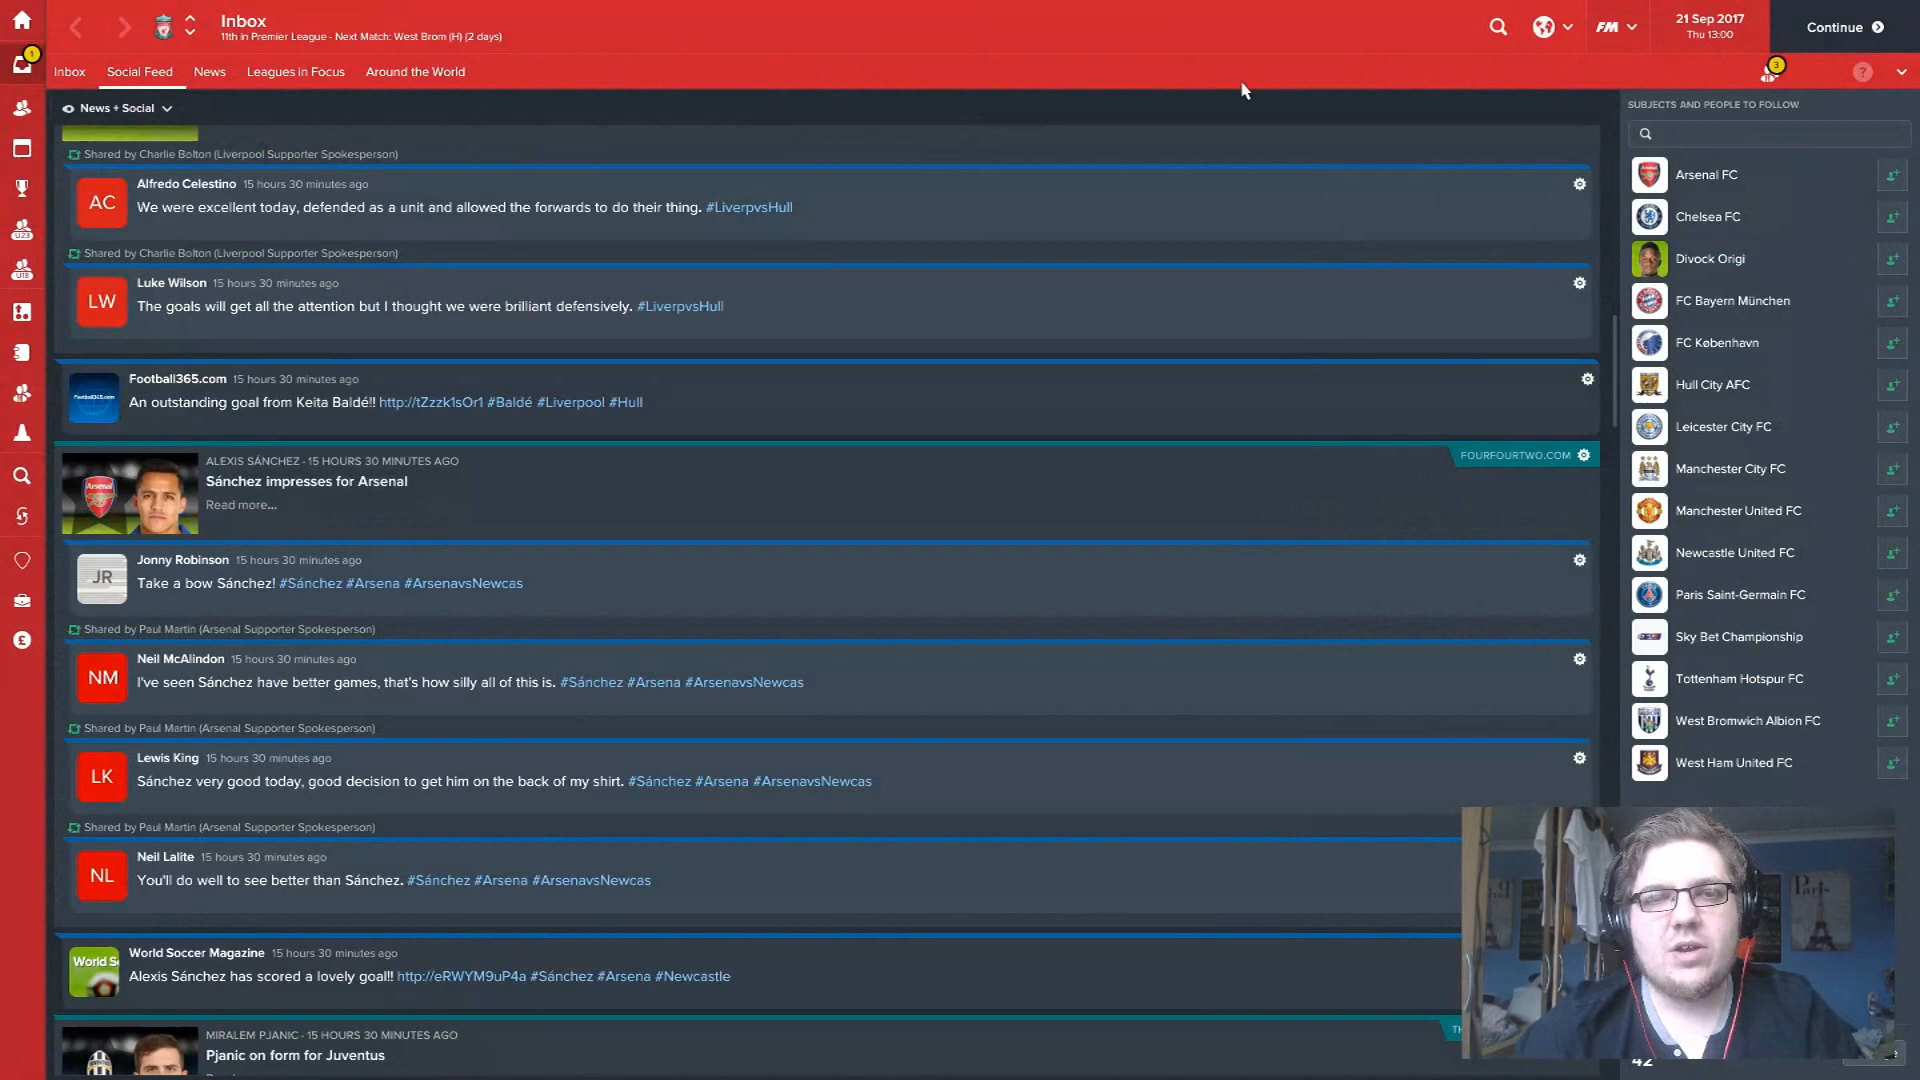 Inbox
11th in Premier League - Next Match: West Brom (H) (2 days)
FM
21 Sep 2017
Thu 13:00
Continue
1
Inbox
Social Feed
News
Leagues in Focus
Around the World
3
?
News + Social
SUBJECTS AND PEOPLE TO FOLLOW
Shared by Charlie Bolton (Liverpool Supporter Spokesperson)
AC
Alfredo Celestino 15 hours 30 minutes ago
We were excellent today, defended as a unit and allowed the forwards to do their thing. #LiverpvsHull
Shared by Charlie Bolton (Liverpool Supporter Spokesperson)
LW
Luke Wilson 15 hours 30 minutes ago
The goals will get all the attention but I thought we were brilliant defensively. #LiverpvsHull
Football365.com
Football365.com 15 hours 30 minutes ago
An outstanding goal from Keita Baldé!! http://tZzzk1sOr1 #Baldé #Liverpool #Hull
Arsenal
ALEXIS SÁNCHEZ - 15 HOURS 30 MINUTES AGO
FOURFOURTWO.COM
Sánchez impresses for Arsenal
Read more...
JR
Jonny Robinson 15 hours 30 minutes ago
Take a bow Sánchez! #Sánchez #Arsena #ArsenavsNewcas
Shared by Paul Martin (Arsenal Supporter Spokesperson)
NM
Neil McAlindon 15 hours 30 minutes ago
I've seen Sánchez have better games, that's how silly all of this is. #Sánchez #Arsena #ArsenavsNewcas
Shared by Paul Martin (Arsenal Supporter Spokesperson)
LK
Lewis King 15 hours 30 minutes ago
Sánchez very good today, good decision to get him on the back of my shirt. #Sánchez #Arsena #ArsenavsNewcas
Shared by Paul Martin (Arsenal Supporter Spokesperson)
NL
Neil Lalite 15 hours 30 minutes ago
You'll do well to see better than Sánchez. #Sánchez #Arsena #ArsenavsNewcas
World S
World Soccer Magazine 15 hours 30 minutes ago
Alexis Sánchez has scored a lovely goal!! http://eRWYM9uP4a #Sánchez #Arsena #Newcastle
MIRALEM PJANIC - 15 HOURS 30 MINUTES AGO
TH
Pjanic on form for Juventus
Arsenal FC
Chelsea FC
Divock Origi
FC Bayern München
FC København
Hull City AFC
Leicester City FC
Manchester City FC
Manchester United FC
Newcastle United FC
Paris Saint-Germain FC
Sky Bet Championship
Tottenham Hotspur FC
West Bromwich Albion FC
West Ham United FC
Paris
U23
U18
£
42